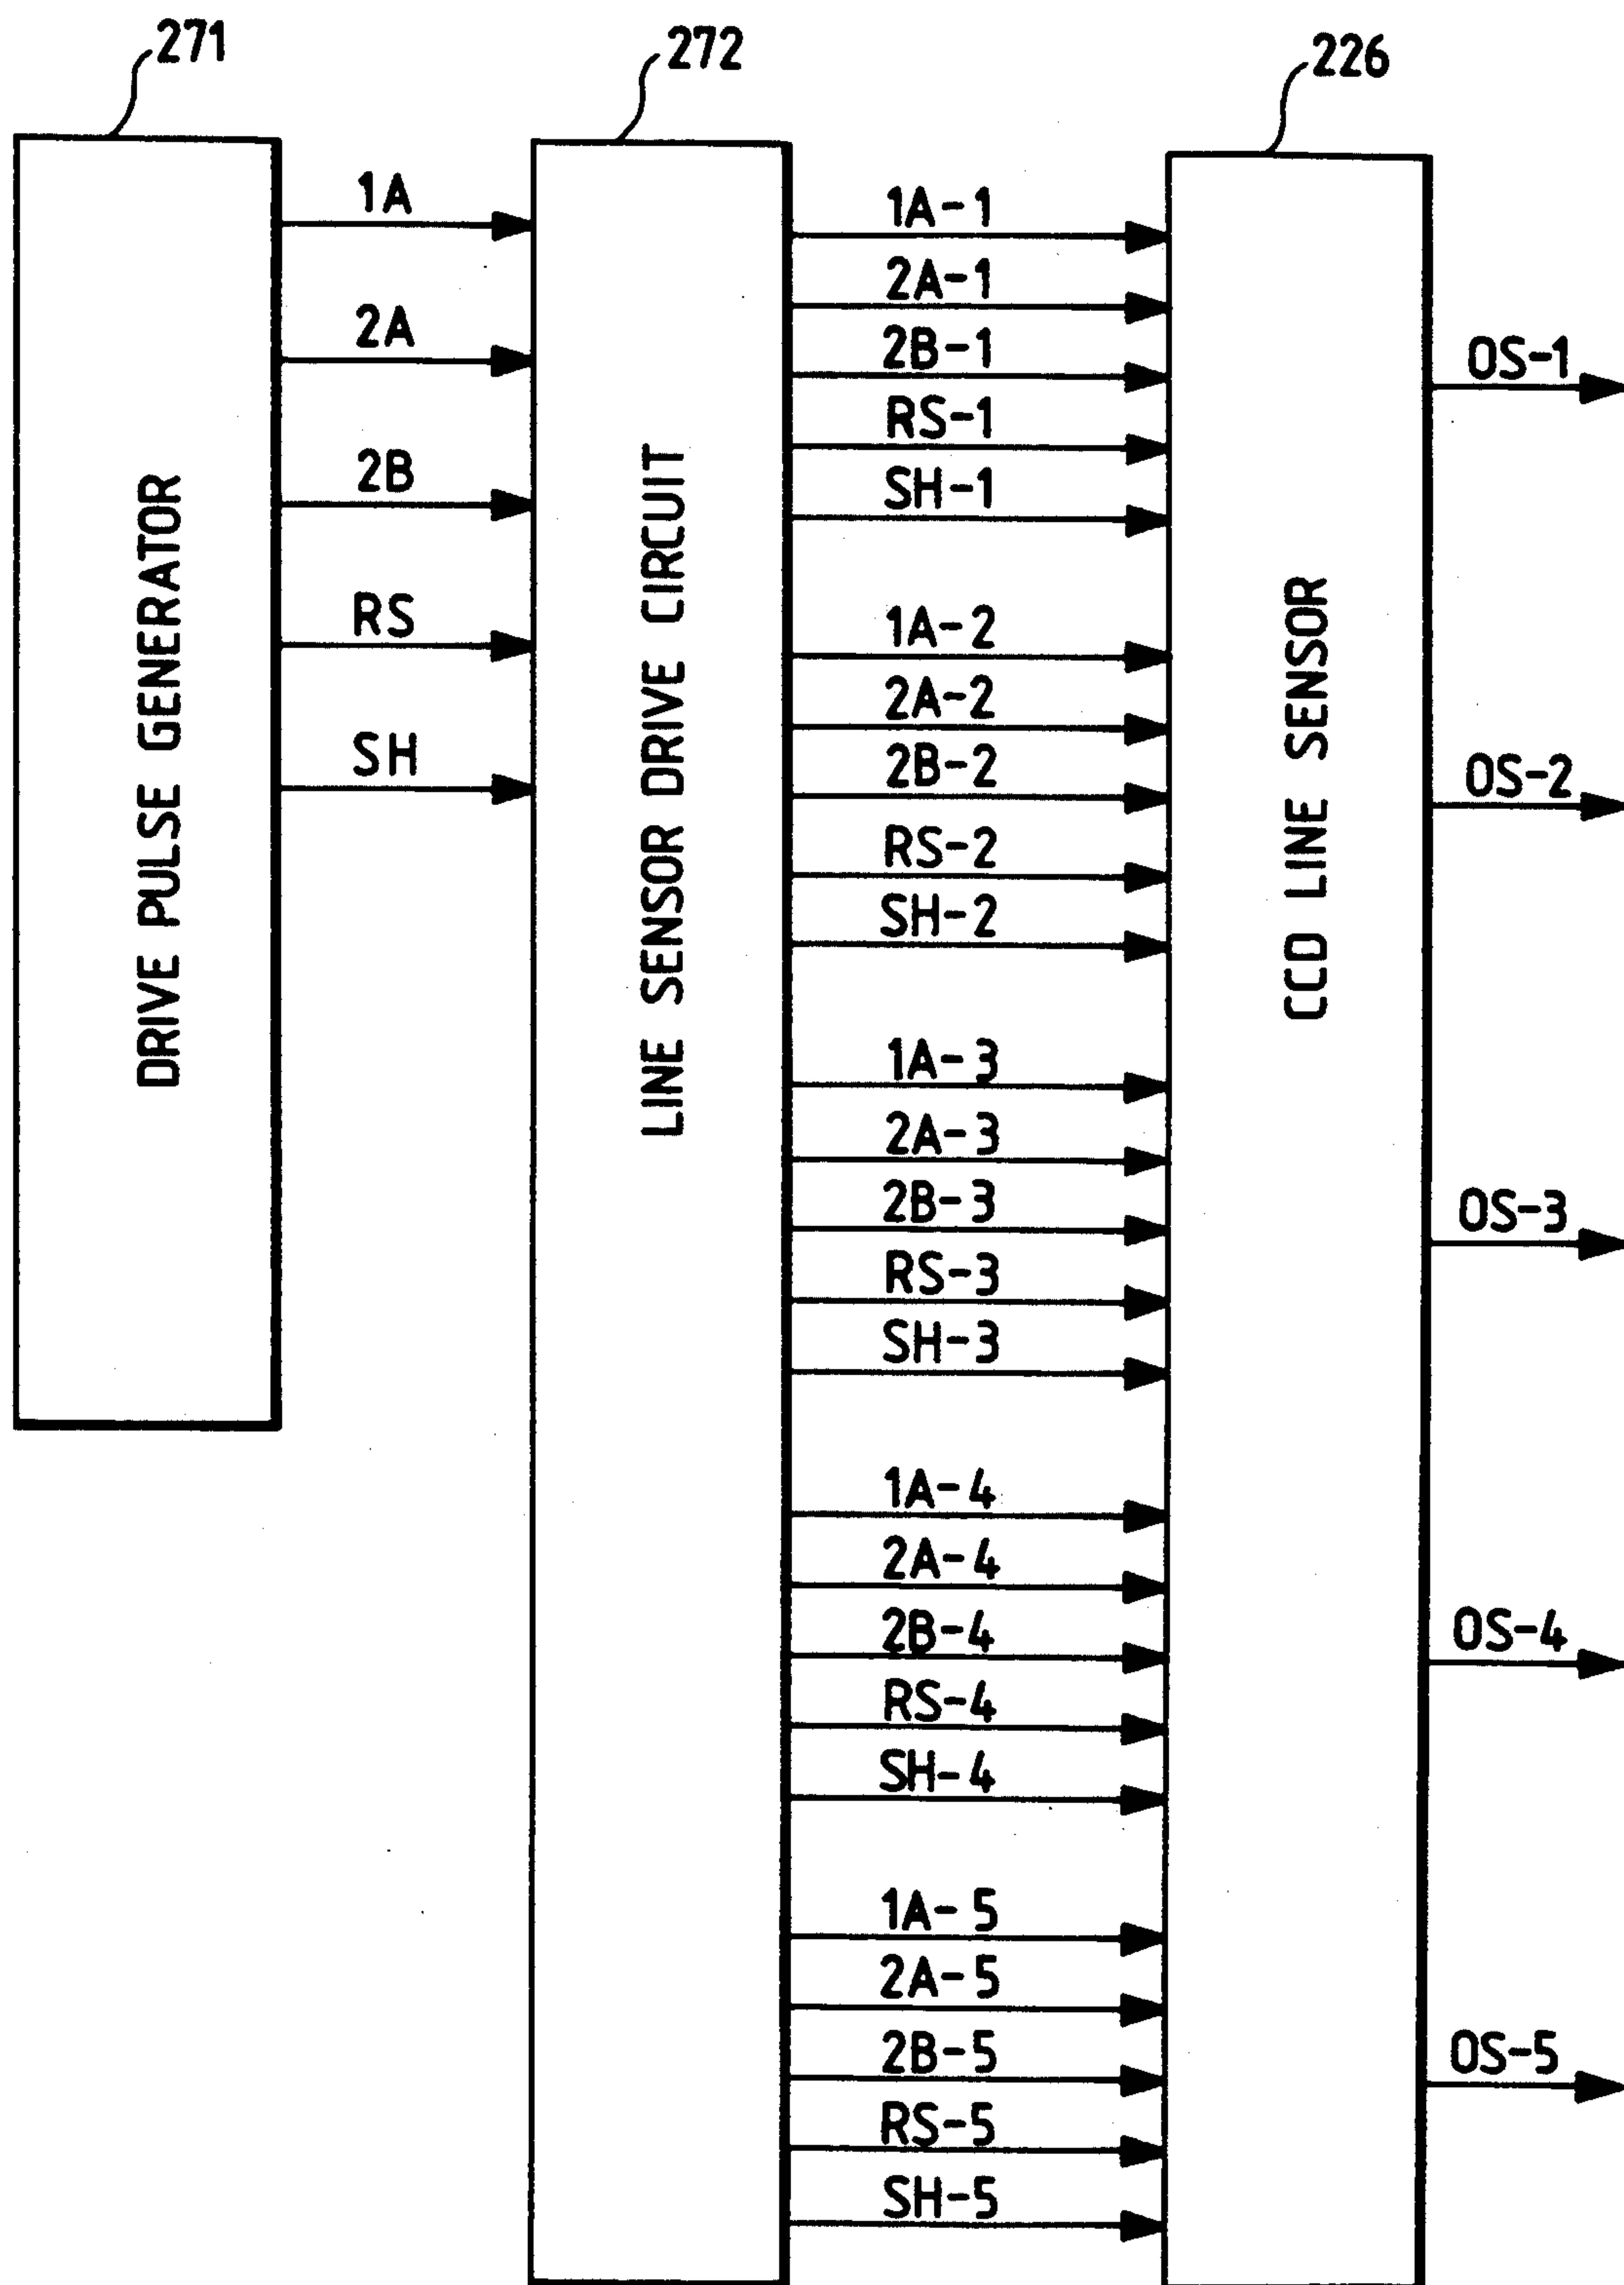 271
272
226
DRIVE PULSE GENERATOR
1A
2A
2B
RS
SH
LINE SENSOR DRIVE CIRCUIT
1A-1
2A-1
2B-1
RS-1
SH-1
1A-2
2A-2
2B-2
RS-2
SH-2
1A-3
2A-3
2B-3
RS-3
SH-3
1A-4
2A-4
2B-4
RS-4
SH-4
1A-5
2A-5
2B-5
RS-5
SH-5
CCD LINE SENSOR
OS-1
OS-2
OS-3
OS-4
OS-5